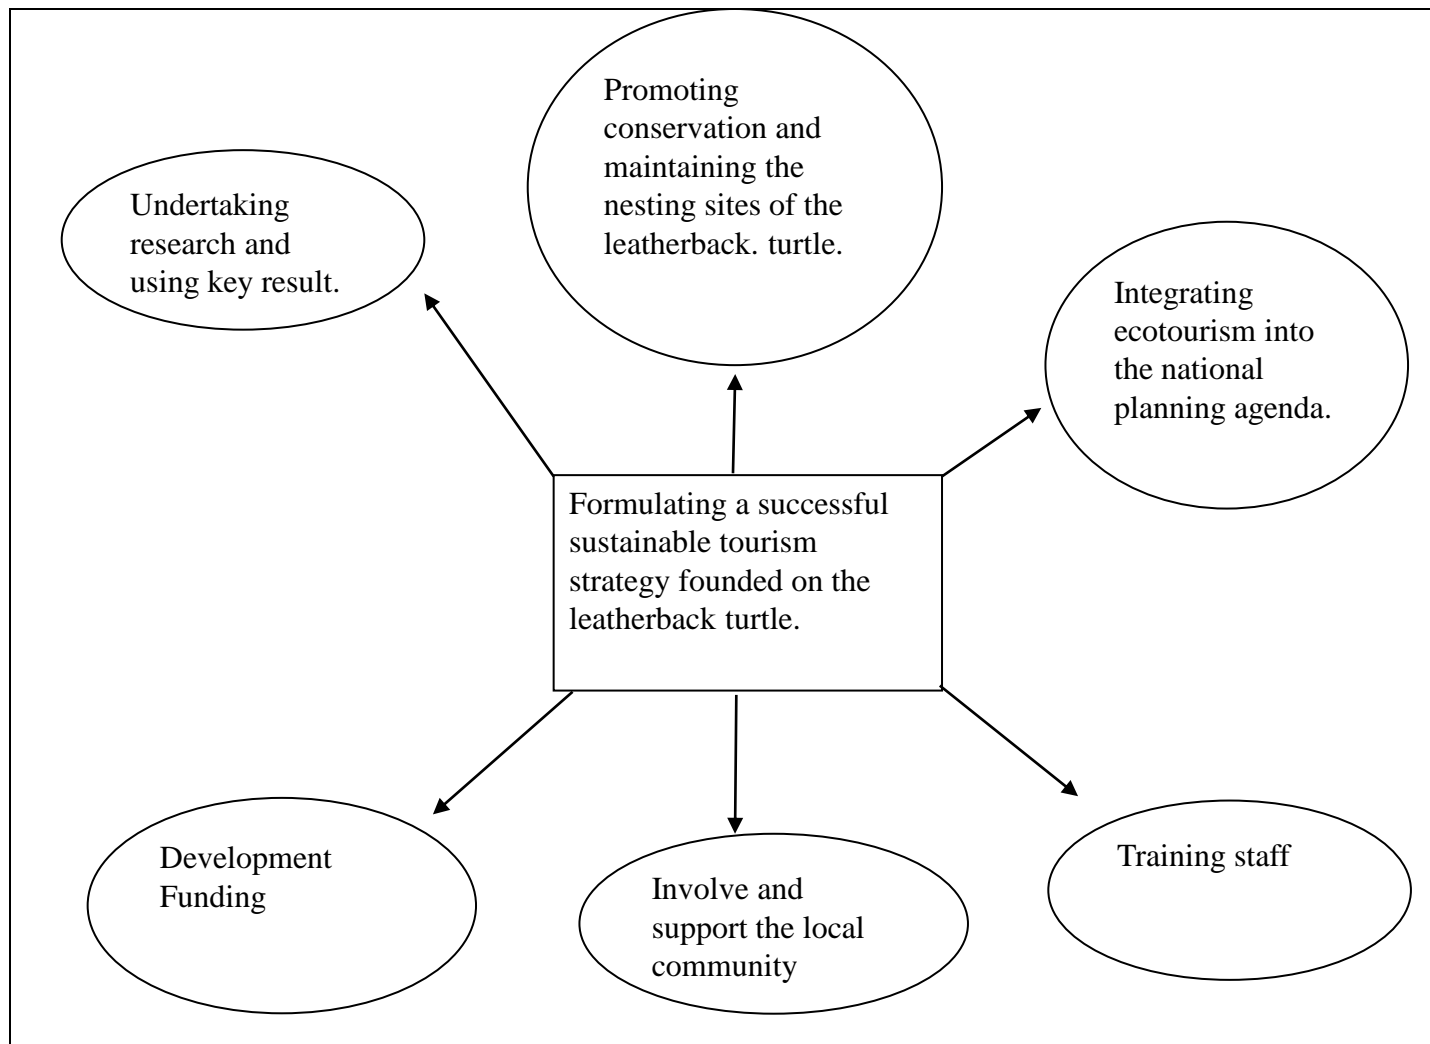 Promoting
conservation and
maintaining the
nesting sites of the
leatherback. turtle.
Undertaking
research and
using key result.
Integrating
ecotourism into
the national
planning agenda.
Formulating a successful
sustainable tourism
strategy founded on the
leatherback turtle.
Development
Funding
Involve and
support the local
community
Training staff